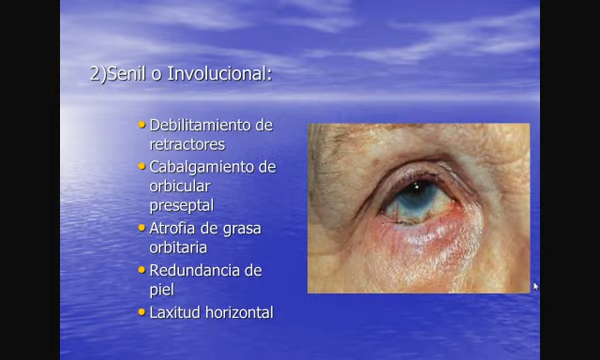 2)Senil o Involucional:
Debilitamiento de
retractores
Cabalgamiento de
orbicular
preseptal
Atrofia de grasa
orbitaria
Redundancia de
piel
Laxitud horizontal